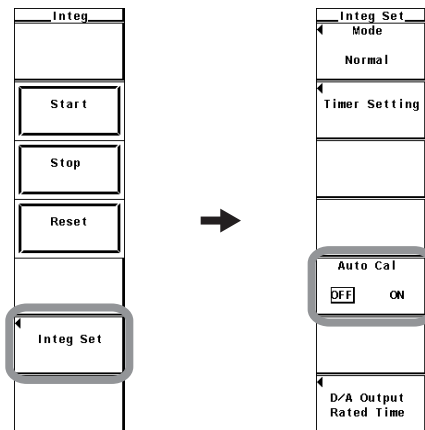 Integ
Start
Stop
Reset
Integ Set
Integ Set
Mode
Normal
Timer Setting
Auto Cal
OFF ON
D/A Output
Rated Time